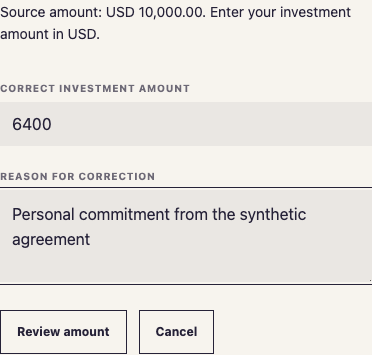 Source amount: USD 10,000.00. Enter your investment
amount in USD.
CORRECT INVESTMENT AMOUNT
6400
REASON FOR CORRECTION
Personal commitment from the synthetic
agreement
Review amount Cancel